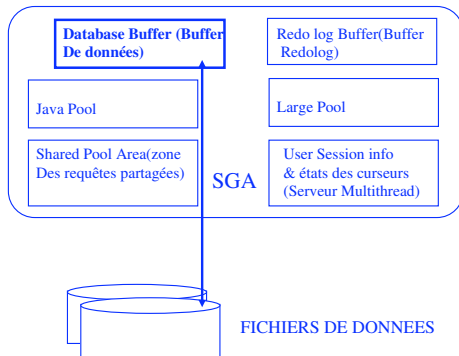 Database Buffer (Buffer
De données)
Redo log Buffer(Buffer
Redolog)
Java Pool
Large Pool
Shared Pool Area(zone
Des requêtes partagées)
SGA
User Session info
& états des curseurs
(Serveur Multithread)
FICHIERS DE DONNEES